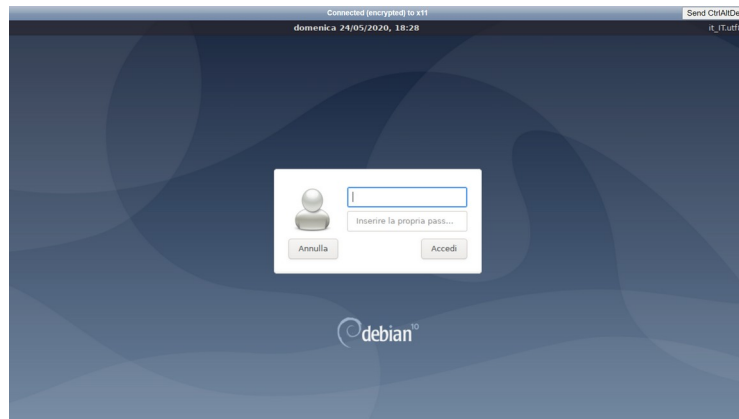 Connected (encrypted) to x11
Send CtrlAltDe
domenica 24/05/2020, 18:28
it_IT.utf
Inserire la propria pass...
Annulla
Accedi
debian 10